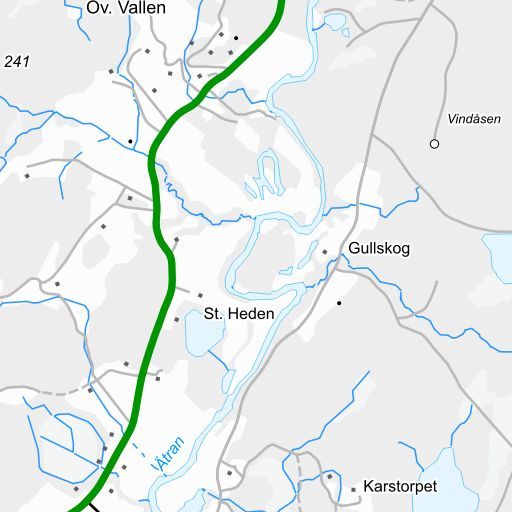 Öv. Vallen
241
Vindåsen
Gullskog
St. Heden
Ätran
Karstorpet